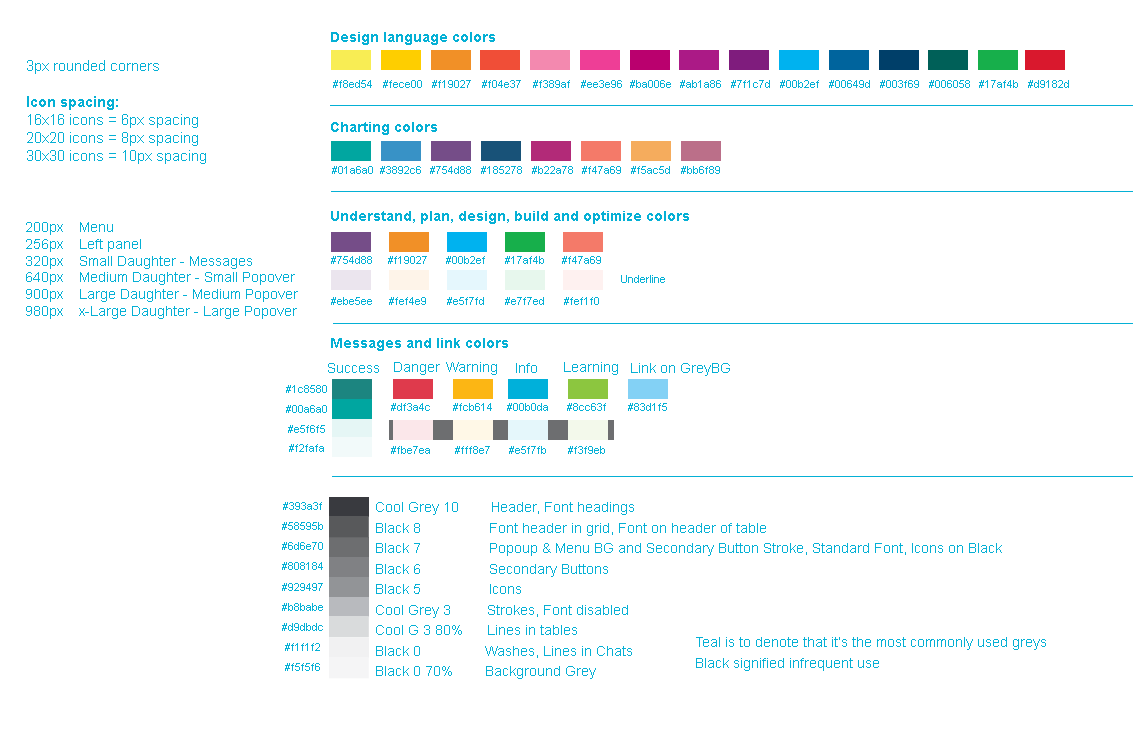 3px rounded corners
Icon spacing:
16x16 icons = 6px spacing
20x20 icons = 8px spacing
30x30 icons = 10px spacing
200px Menu
256px Left panel
320px Small Daughter - Messages
640px Medium Daughter - Small Popover
900px Large Daughter - Medium Popover
980px x-Large Daughter - Large Popover
Design language colors
#f8ed54 #fece00 #f19027 #f04e37 #f389af #ee3e96 #ba006e #ab1a86 #7f1c7d #00b2ef #00649d #003f69 #006058 #17af4b #d9182d
Charting colors
#01a6a0 #3892c6 #754d88 #185278 #b22a78 #f47a69 #f5ac5d #bb6f89
Understand, plan, design, build and optimize colors
#754d88 #f19027 #00b2ef #17af4b #f47a69
Underline
#ebe5ee #fef4e9 #e5f7fd #e7f7ed #fef1f0
Messages and link colors
Success Danger Warning Info Learning Link on GreyBG
#1c8580
#00a6a0 #df3a4c #fcb614 #00b0da #8cc63f #83d1f5
#e5f6f5
#f2fafa #fbe7ea #fff8e7 #e5f7fb #f3f9eb
#393a3f Cool Grey 10 Header, Font headings
#58595b Black 8 Font header in grid, Font on header of table
#6d6e70 Black 7 Popoup & Menu BG and Secondary Button Stroke, Standard Font, Icons on Black
#808184 Black 6 Secondary Buttons
#929497 Black 5 Icons
#b8babe Cool Grey 3 Strokes, Font disabled
#d9dbdc Cool G 3 80% Lines in tables
#f1f1f2 Black 0 Washes, Lines in Chats
#f5f5f6 Black 0 70% Background Grey
Teal is to denote that it's the most commonly used greys
Black signified infrequent use